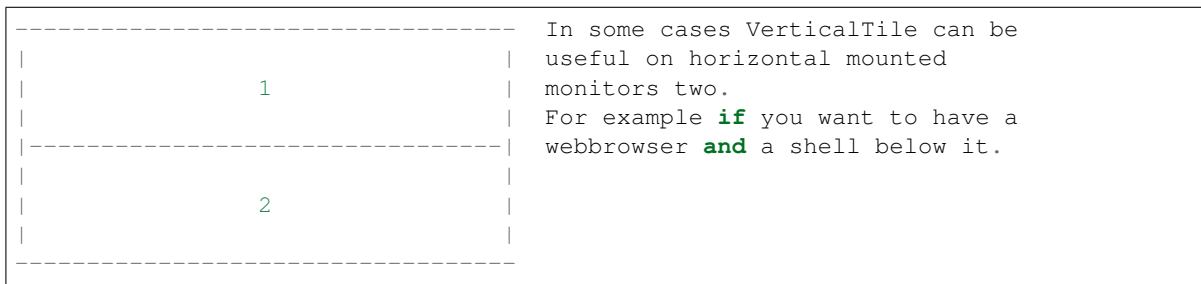 -----------------------------------  In some cases VerticalTile can be
|                                 |  useful on horizontal mounted
|                1                |  monitors two.
|                                 |  For example if you want to have a
|---------------------------------|  webbrowser and a shell below it.
|                                 |
|                2                |
|                                 |
-----------------------------------